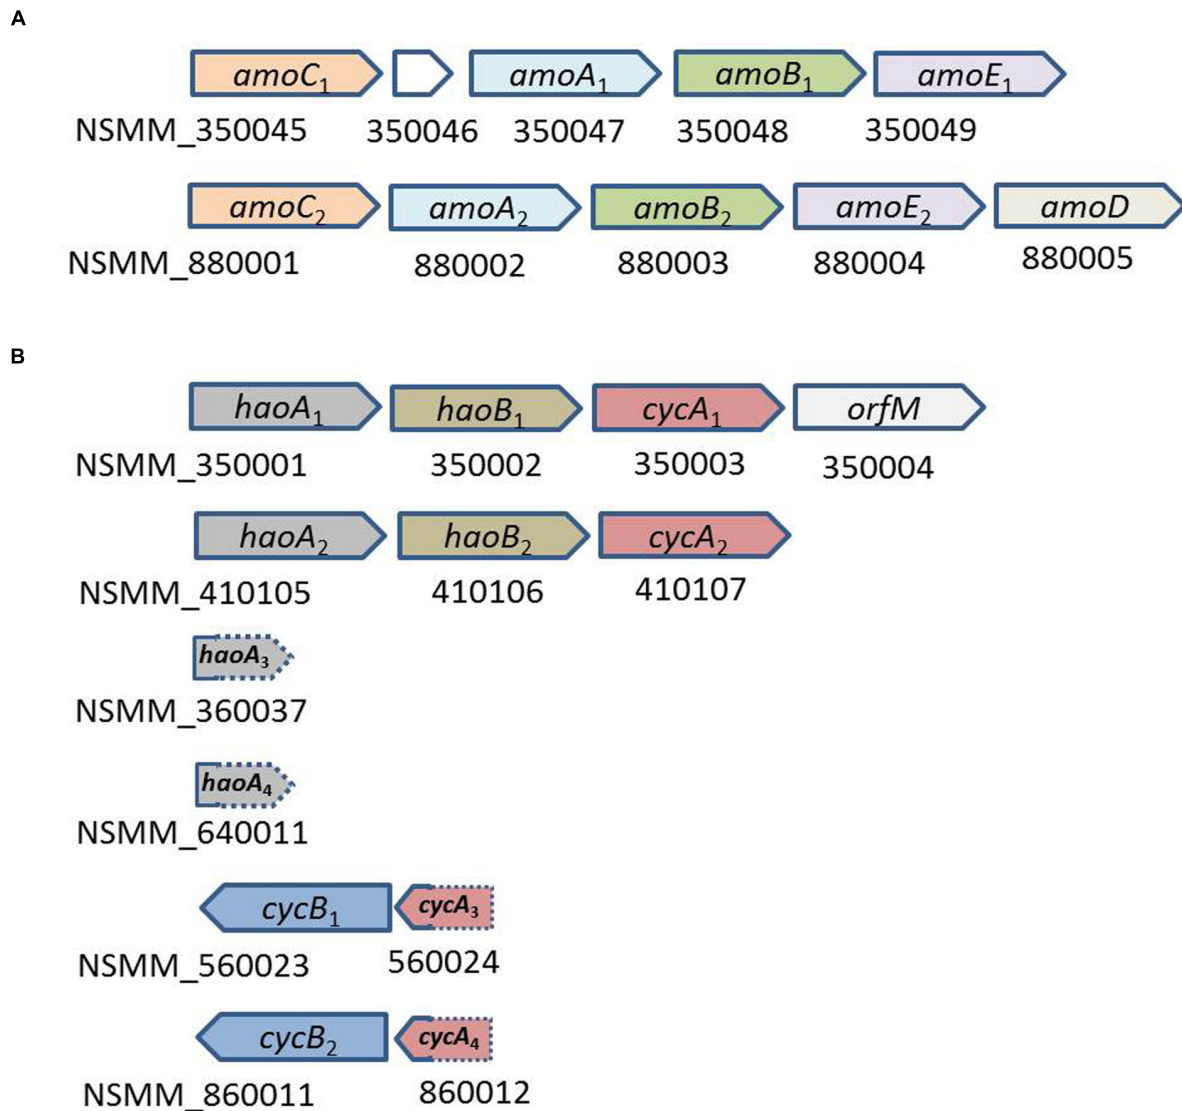 A
amoC1 amoA1 amoB1 amoE1
NSMM_350045 350046 350047 350048 350049
amoC2 amoA2 amoB2 amoE2 amoD
NSMM_880001 880002 880003 880004 880005
B
haoA1 haoB1 cycA1 orfM
NSMM_350001 350002 350003 350004
haoA2 haoB2 cycA2
NSMM_410105 410106 410107
haoA3
NSMM_360037
haoA4
NSMM_640011
cycB1 cycA3
NSMM_560023 560024
cycB2 cycA4
NSMM_860011 860012